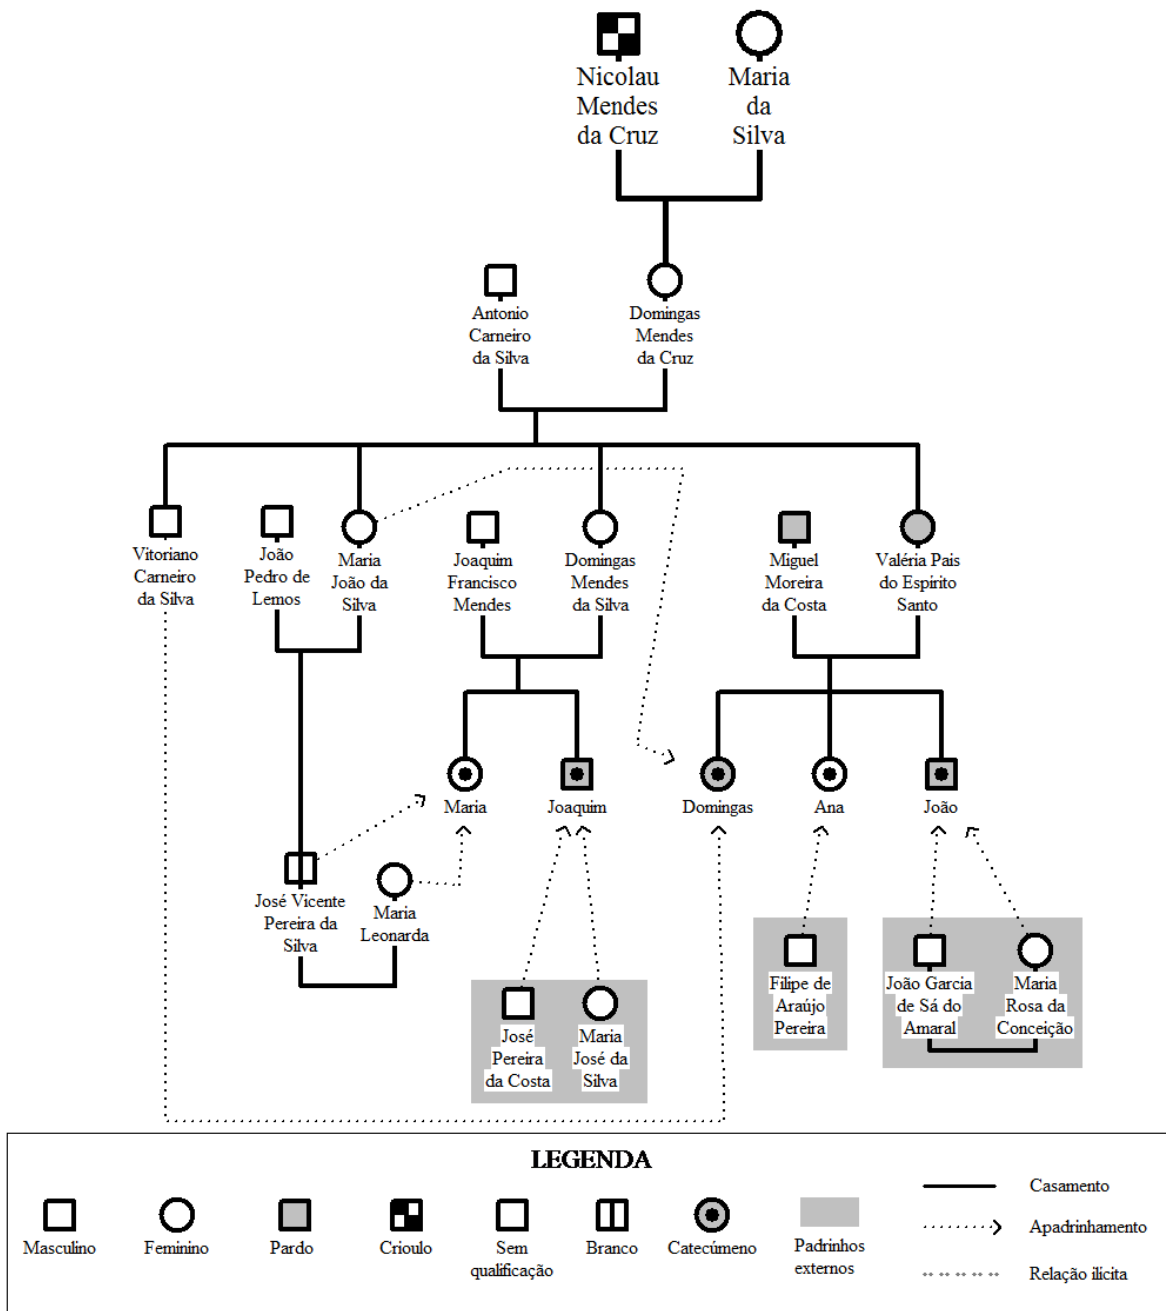 Nicolau
Mendes
da Cruz
Maria
da
Silva
Antonio
Carneiro
da Silva
Domingas
Mendes
da Cruz
Vitoriano
Carneiro
da Silva
João
Pedro de
Lemos
Maria
João da
Silva
Joaquim
Francisco
Mendes
Domingas
Mendes
da Silva
Miguel
Moreira
da Costa
Valéria Pais
do Espírito
Santo
Maria
Joaquim
Domingas
Ana
João
José Vicente
Pereira da
Silva
Maria
Leonarda
José
Pereira
da Costa
Maria
José da
Silva
Filipe de
Araújo
Pereira
João Garcia
de Sá do
Amaral
Maria
Rosa da
Conceição
LEGENDA
Masculino
Feminino
Pardo
Crioulo
Sem
qualificação
Branco
Catecúmeno
Padrinhos
externos
Casamento
Apadrinhamento
Relação ilícita